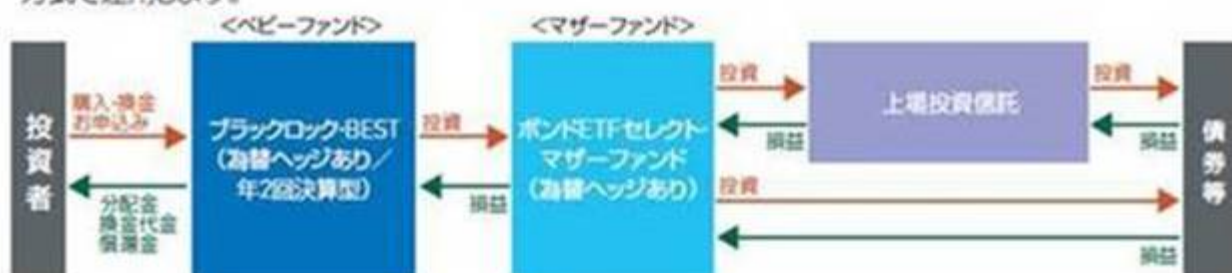 <ベビーファンド>
<マザーファンド>
投資者
購入・換金
お申込み
分配金
換金代金
償還金
ブラックロック-BEST
(為替ヘッジあり/
年2回決算型)
投資
損益
ボンドETFセレクト
マザーファンド
(為替ヘッジあり)
投資
損益
上場投資信託
投資
損益
投資
損益
債券等